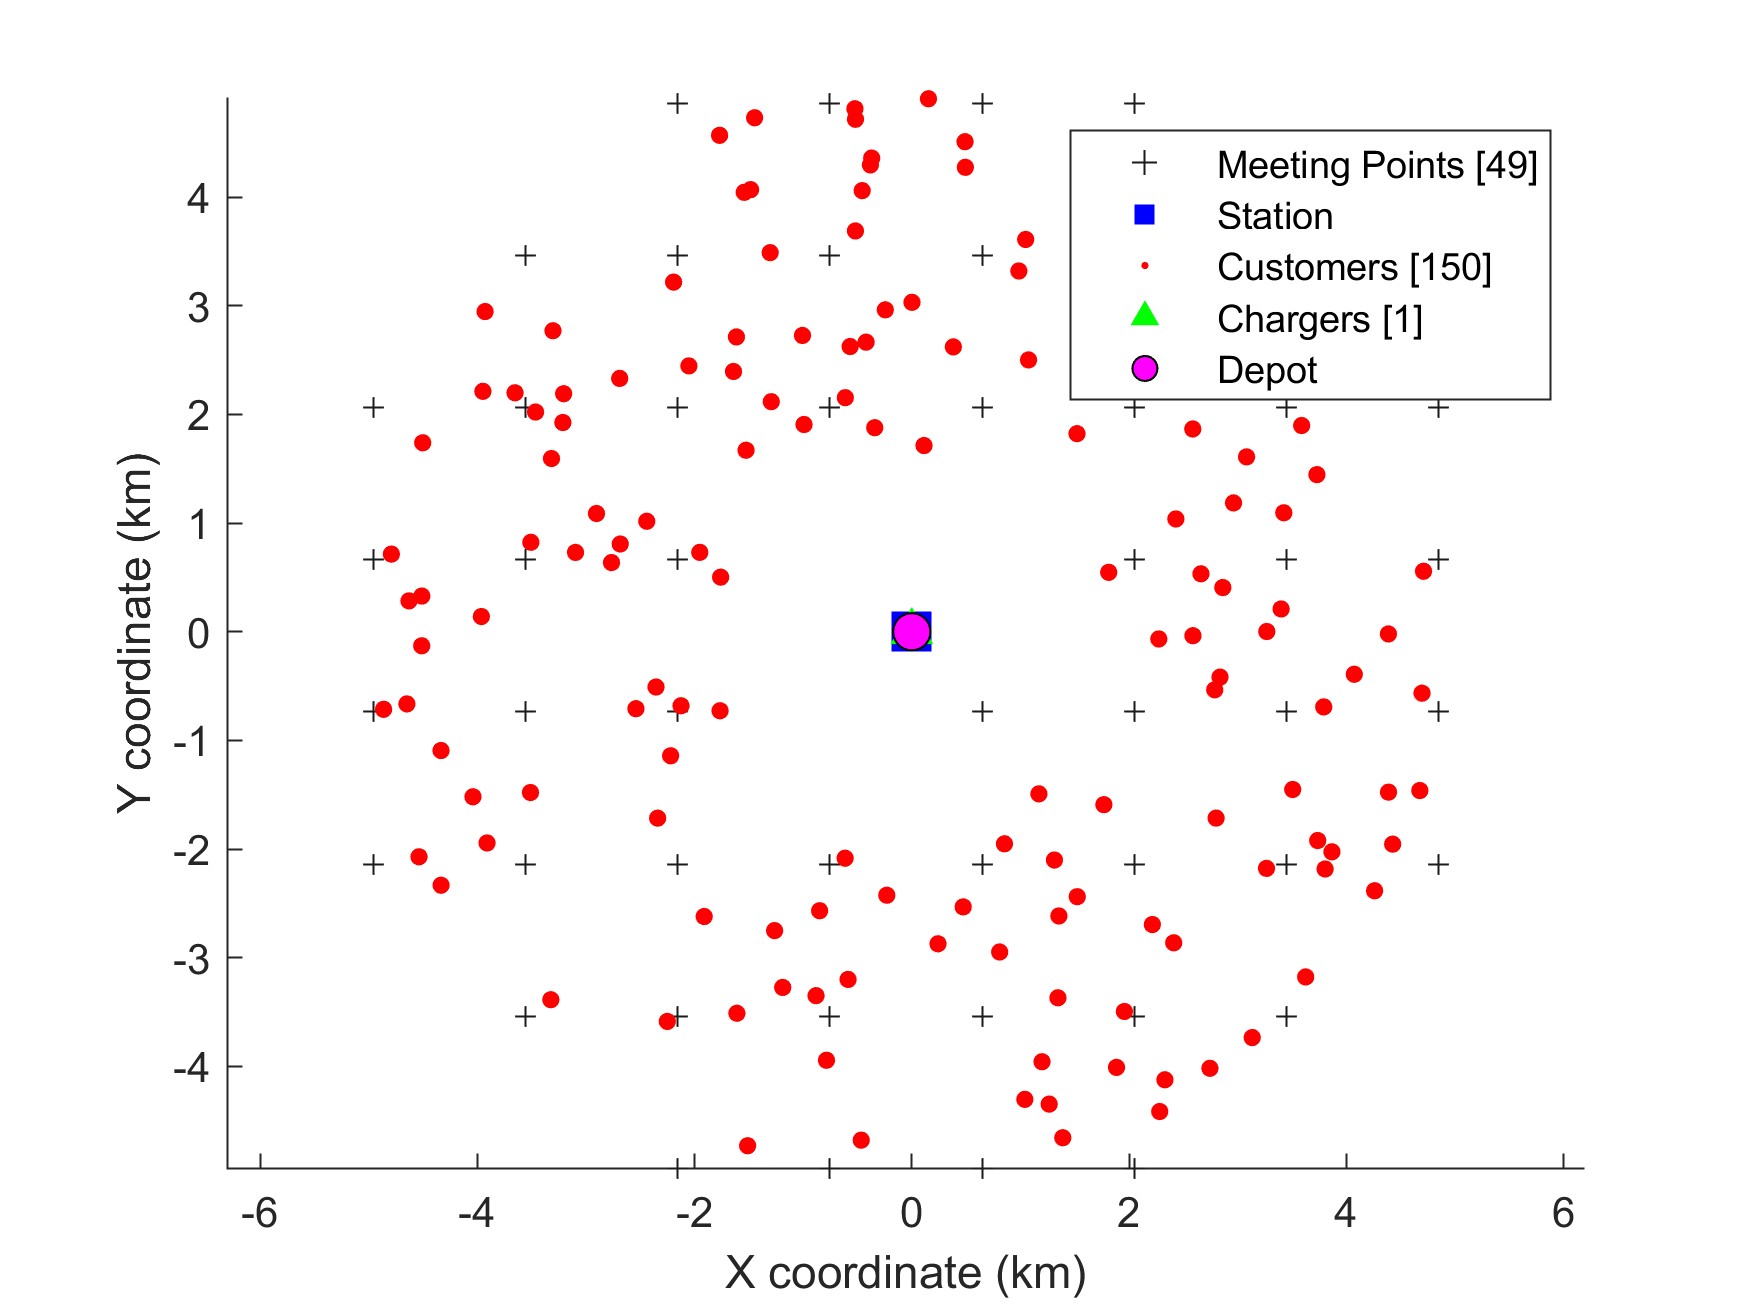 Meeting Points [49]
Station
Customers [150]
Chargers [1]
Depot
4
3
2
1
0
-1
-2
-3
-4
Y coordinate (km)
-6 -4 -2 0 2 4 6
X coordinate (km)